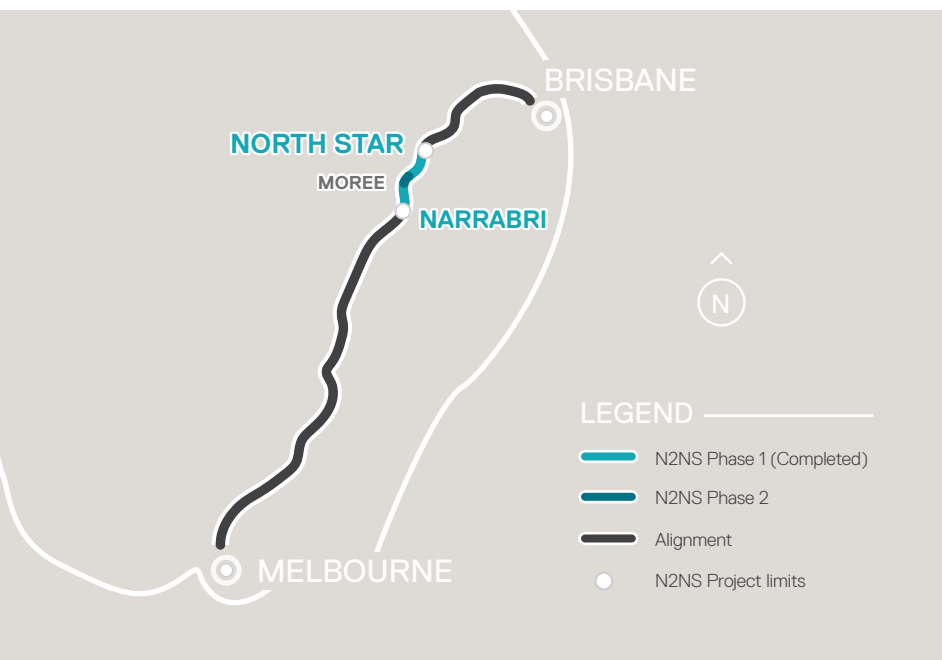 BRISBANE
NORTH STAR
MOREE
NARRABRI
N
LEGEND
N2NS Phase 1 (Completed)
N2NS Phase 2
Alignment
N2NS Project limits
MELBOURNE